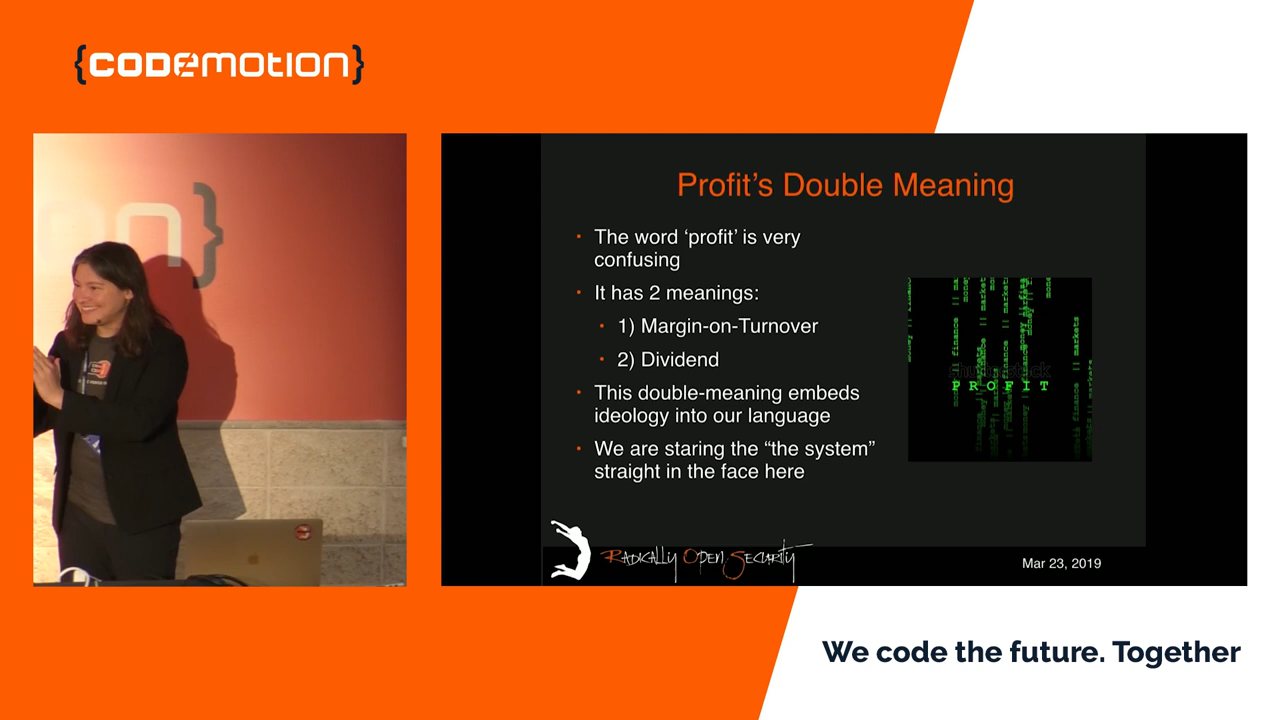 {CODEMOTION}
on}
Profit's Double Meaning
The word 'profit' is very
confusing
It has 2 meanings:
1) Margin-on-Turnover
2) Dividend
This double-meaning embeds
ideology into our language
We are staring the “the system”
straight in the face here
PROFIT
Radically Open Security
Mar 23, 2019
We code the future. Together